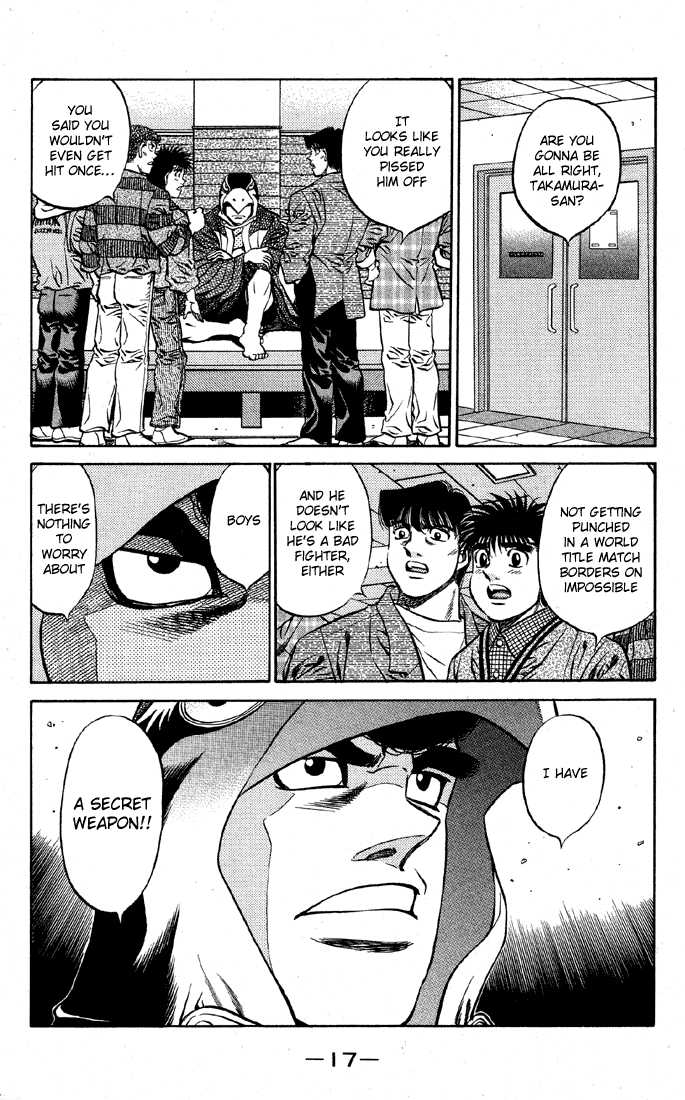 ARE YOU
GONNA BE
ALL RIGHT,
TAKAMURA-
SAN?
IT
LOOKS LIKE
YOU REALLY
PISSED
HIM OFF
YOU
SAID YOU
WOULDN'T
EVEN GET
HIT ONCE...
NOT GETTING
PUNCHED
IN A WORLD
TITLE MATCH
BORDERS ON
IMPOSSIBLE
AND HE
DOESN'T
LOOK LIKE
HE'S A BAD
FIGHTER,
EITHER
BOYS
THERE'S
NOTHING
TO
WORRY
ABOUT
I HAVE
A SECRET
WEAPON!!
—17—